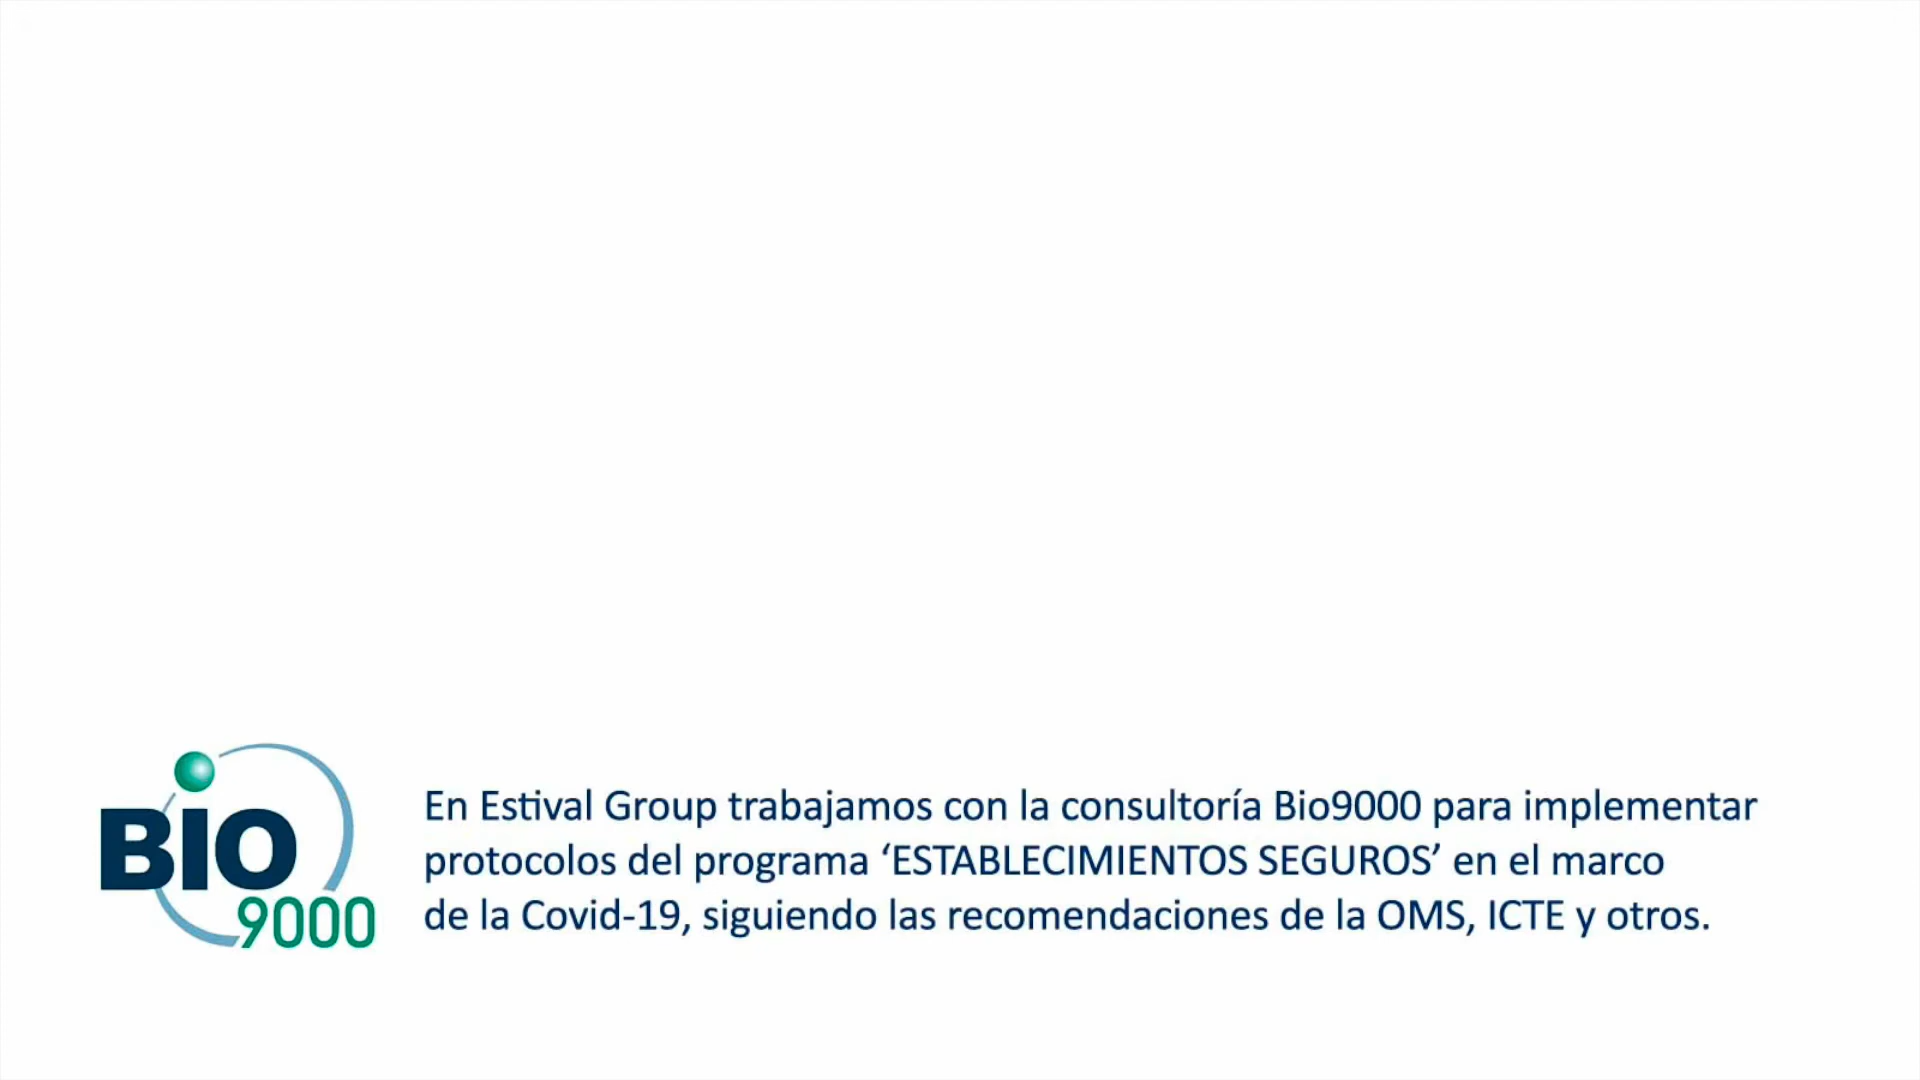 BIO
9000
En Estival Group trabajamos con la consultoría Bio9000 para implementar
protocolos del programa ‘ESTABLECIMIENTOS SEGUROS’ en el marco
de la Covid-19, siguiendo las recomendaciones de la OMS, ICTE y otros.